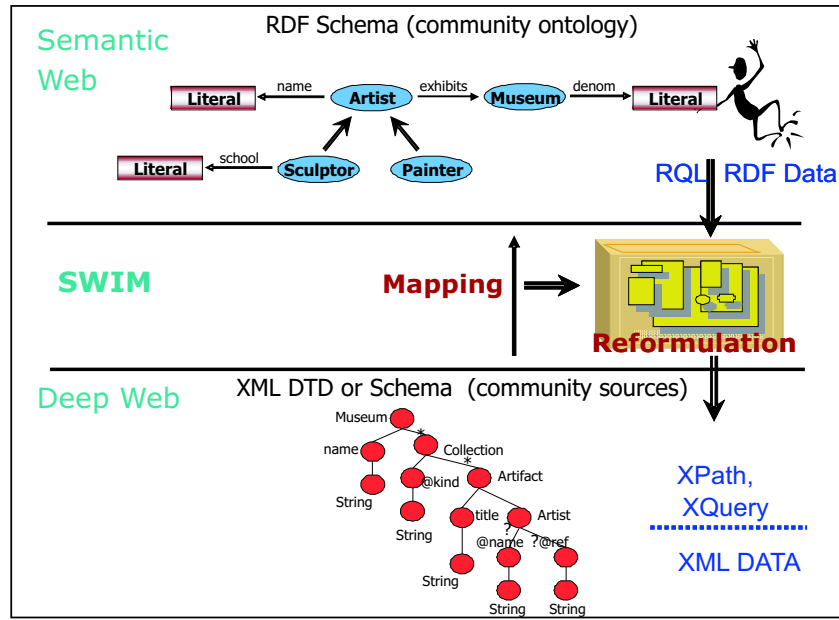 RDF Schema (community ontology)
Semantic
Web
name
exhibits
denom
Literal
Artist
Museum
Literal
school
Literal
Sculptor
Painter
RQL
RDF Data
SWIM
Mapping
Reformulation
Deep Web
XML DTD or Schema (community sources)
Museum
*
name
Collection
*
@kind
Artifact
String
String
title
Artist
?
@name
?@ref
String
String
String
XPath,
XQuery
XML DATA